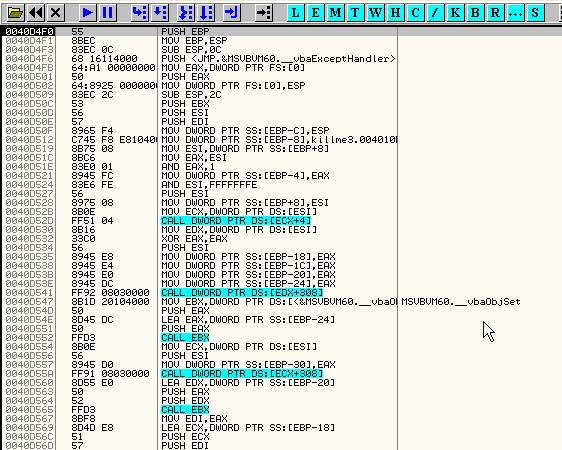 L E M T W H C / K B R ... S
0040D4F0 55 PUSH EBP
0040D4F1 8BEC MOV EBP,ESP
0040D4F3 83EC 0C SUB ESP,0C
0040D4F6 68 16114000 PUSH <JMP.&MSVBVM60.__vbaExceptHandler>
0040D4FB 64:A1 00000000 MOV EAX,DWORD PTR FS:[0]
0040D501 50 PUSH EAX
0040D502 64:8925 0000000 MOV DWORD PTR FS:[0],ESP
0040D509 83EC 2C SUB ESP,2C
0040D50C 53 PUSH EBX
0040D50D 56 PUSH ESI
0040D50E 57 PUSH EDI
0040D50F 8965 F4 MOV DWORD PTR SS:[EBP-C],ESP
0040D512 C745 F8 E81040 MOV DWORD PTR SS:[EBP-8],killme3.004010
0040D519 8B75 08 MOV ESI,DWORD PTR SS:[EBP+8]
0040D51C 8BC6 MOV EAX,ESI
0040D51E 83E0 01 AND EAX,1
0040D521 8945 FC MOV DWORD PTR SS:[EBP-4],EAX
0040D524 83E6 FE AND ESI,FFFFFFFE
0040D527 56 PUSH ESI
0040D528 8975 08 MOV DWORD PTR SS:[EBP+8],ESI
0040D52B 8B0E MOV ECX,DWORD PTR DS:[ESI]
0040D52D FF51 04 CALL DWORD PTR DS:[ECX+4]
0040D530 8B16 MOV EDX,DWORD PTR DS:[ESI]
0040D532 33C0 XOR EAX,EAX
0040D534 56 PUSH ESI
0040D535 8945 E8 MOV DWORD PTR SS:[EBP-18],EAX
0040D538 8945 E4 MOV DWORD PTR SS:[EBP-1C],EAX
0040D53B 8945 E0 MOV DWORD PTR SS:[EBP-20],EAX
0040D53E 8945 DC MOV DWORD PTR SS:[EBP-24],EAX
0040D541 FF92 08030000 CALL DWORD PTR DS:[EDX+308]
0040D547 8B1D 20104000 MOV EBX,DWORD PTR DS:[<&MSVBVM60.__vbaO MSVBVM60.__vbaObjSet
0040D54D 50 PUSH EAX
0040D54E 8D45 DC LEA EAX,DWORD PTR SS:[EBP-24]
0040D551 50 PUSH EAX
0040D552 FFD3 CALL EBX
0040D554 8B0E MOV ECX,DWORD PTR DS:[ESI]
0040D556 56 PUSH ESI
0040D557 8945 D0 MOV DWORD PTR SS:[EBP-30],EAX
0040D55A FF91 08030000 CALL DWORD PTR DS:[ECX+308]
0040D560 8D55 E0 LEA EDX,DWORD PTR SS:[EBP-20]
0040D563 50 PUSH EAX
0040D564 52 PUSH EDX
0040D565 FFD3 CALL EBX
0040D567 8BF8 MOV EDI,EAX
0040D569 8D4D E8 LEA ECX,DWORD PTR SS:[EBP-18]
0040D56C 51 PUSH ECX
0040D56D 57 PUSH EDI